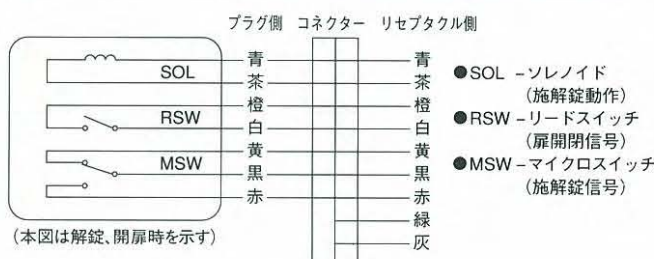 プラグ側 コネクター リセプタクル側
青 青
SOL
茶 茶
橙 橙
RSW
白 白
黄 黄
MSW
黒 黒
赤 赤
緑
灰
(本図は解錠、開扉時を示す)
●SOL －ソレノイド
(施解錠動作)
●RSW －リードスイッチ
(扉開閉信号)
●MSW －マイクロスイッチ
(施解錠信号)